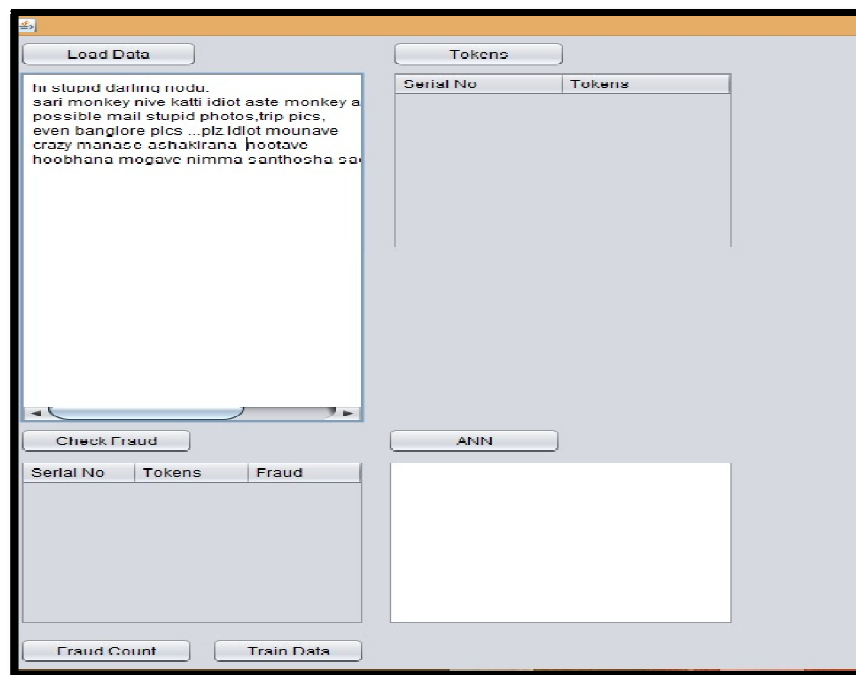 Load Data
Tokens
hi stupid darling nodu.
sari monkey nive katti idiot aste monkey a
possible mail stupid photos,trip pics,
even banglore pics ...plz.Idiot mounave
crazy manase ashakirana hootave
hoobhana mogave nimma santhosha sa
Serial No Tokens
Check Fraud
ANN
Serial No Tokens Fraud
Fraud Count
Train Data